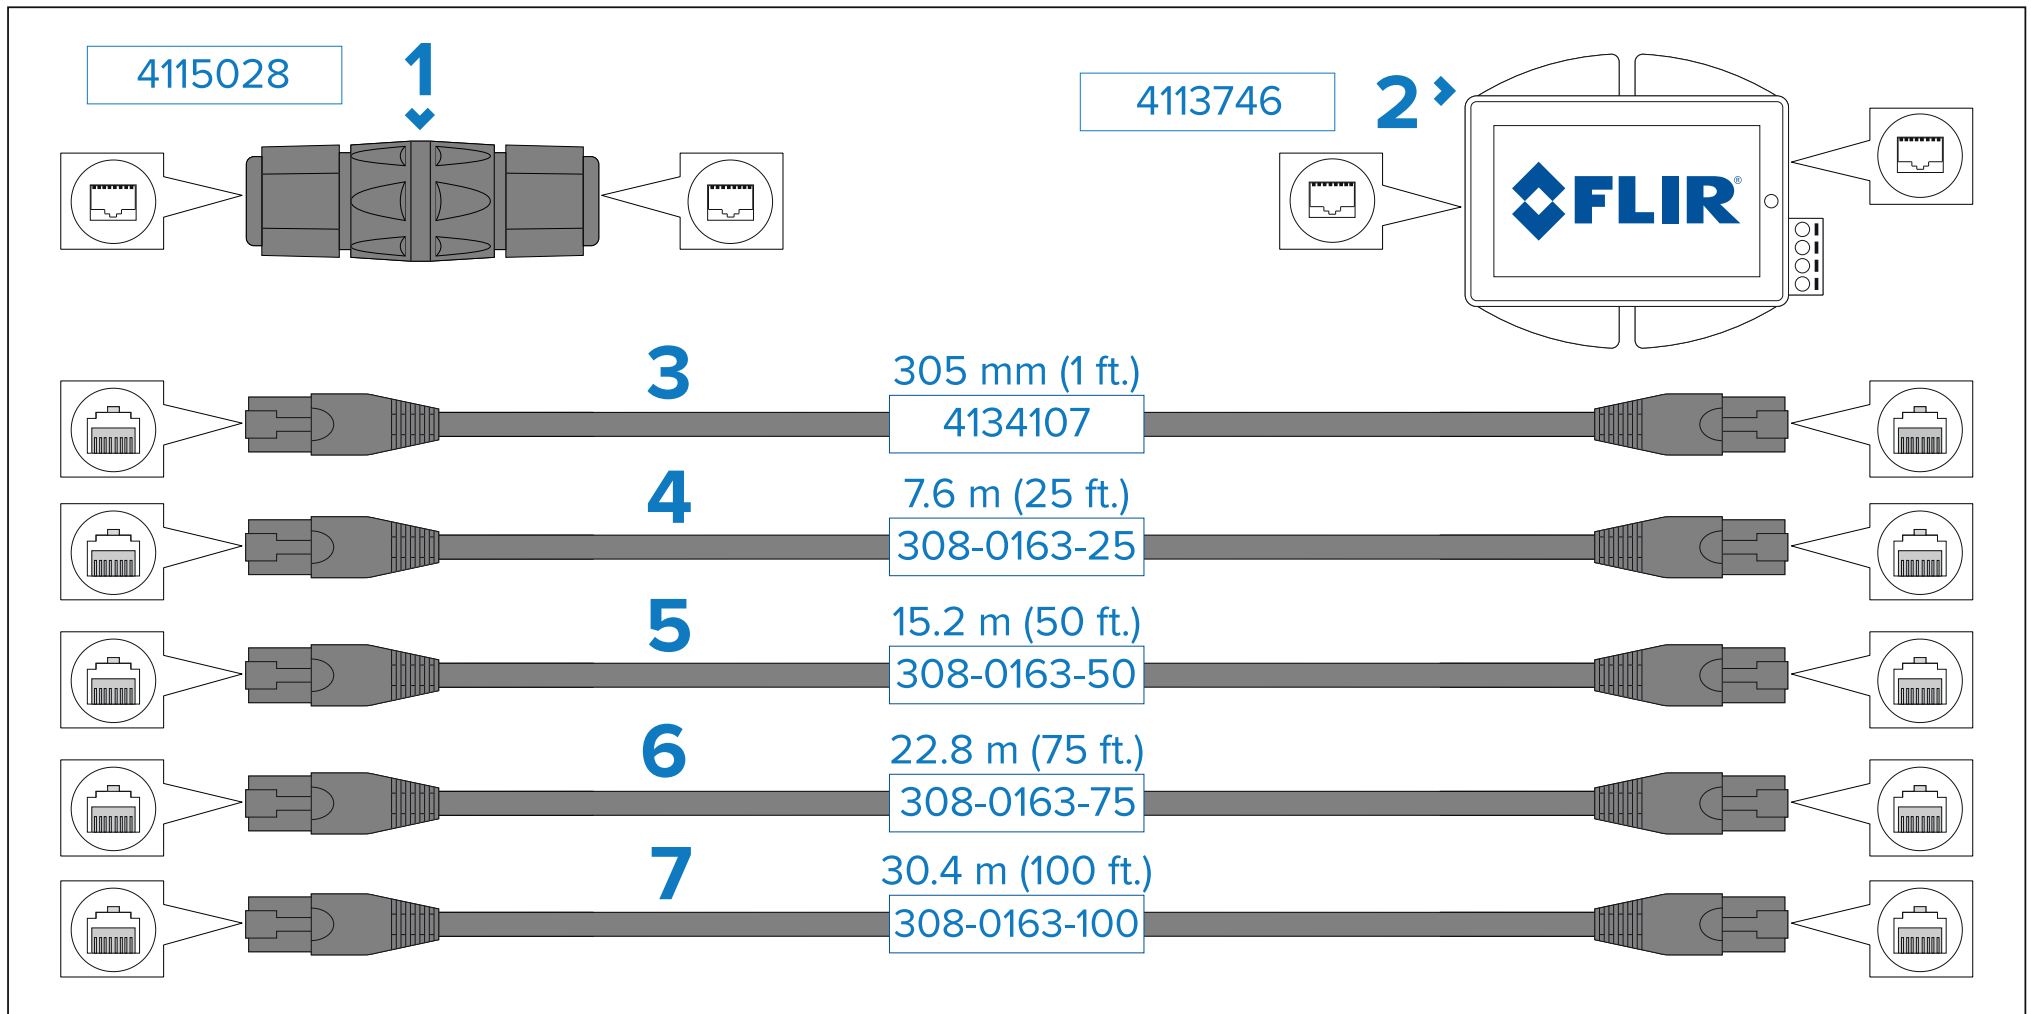 4115028
1
4113746
2
FLIR®
3
305 mm (1 ft.)
4134107
4
7.6 m (25 ft.)
308-0163-25
5
15.2 m (50 ft.)
308-0163-50
6
22.8 m (75 ft.)
308-0163-75
7
30.4 m (100 ft.)
308-0163-100